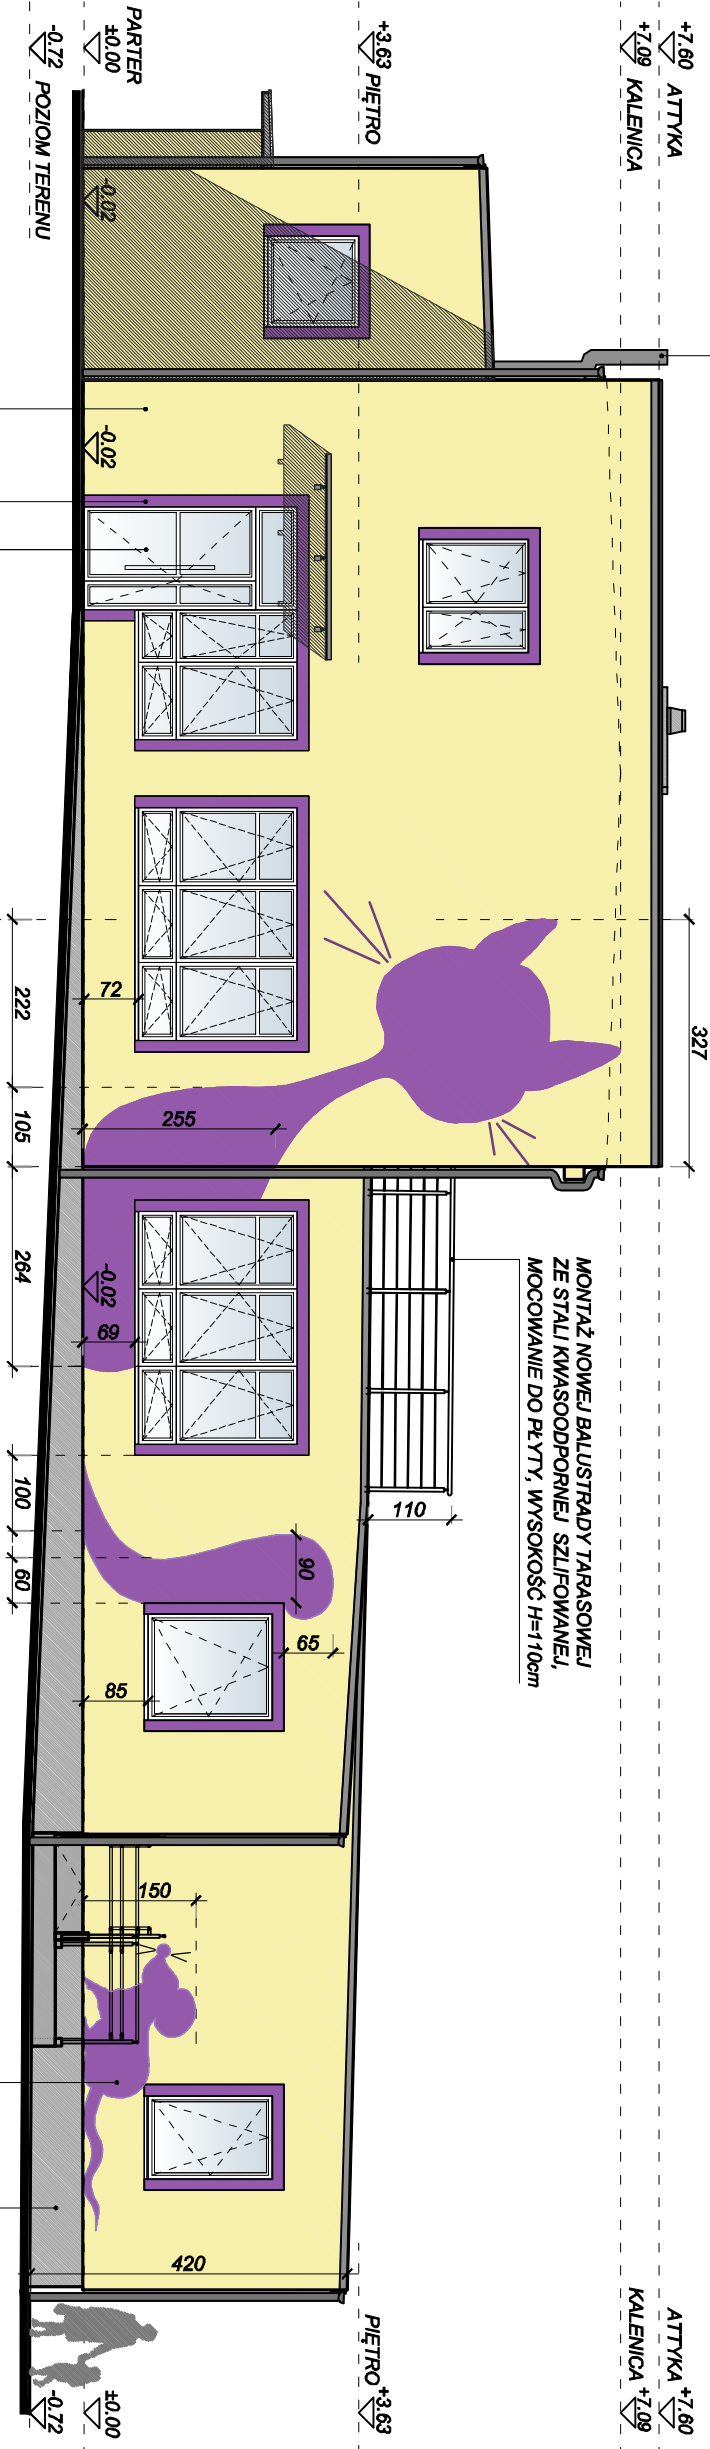 +7.60
ATTYKA
+7.09
KALENICA
+3.63
PIĘTRO
PARTER
±0.00
-0.72
POZIOM TERENU
-0.02
-0.02
327
MONTAŻ NOWEJ BALUSTRADY TARASOWEJ
ZE STALI KWASOODPORNEJ SZLIFOWANEJ,
MOCOWANIE DO PŁYTY, WYSOKOŚĆ H=110cm
110
72
255
-0.02
69
90
65
85
150
420
222
105
264
100
60
ATTYKA
+7.60
KALENICA
+7.09
PIĘTRO
+3.63
±0.00
-0.72